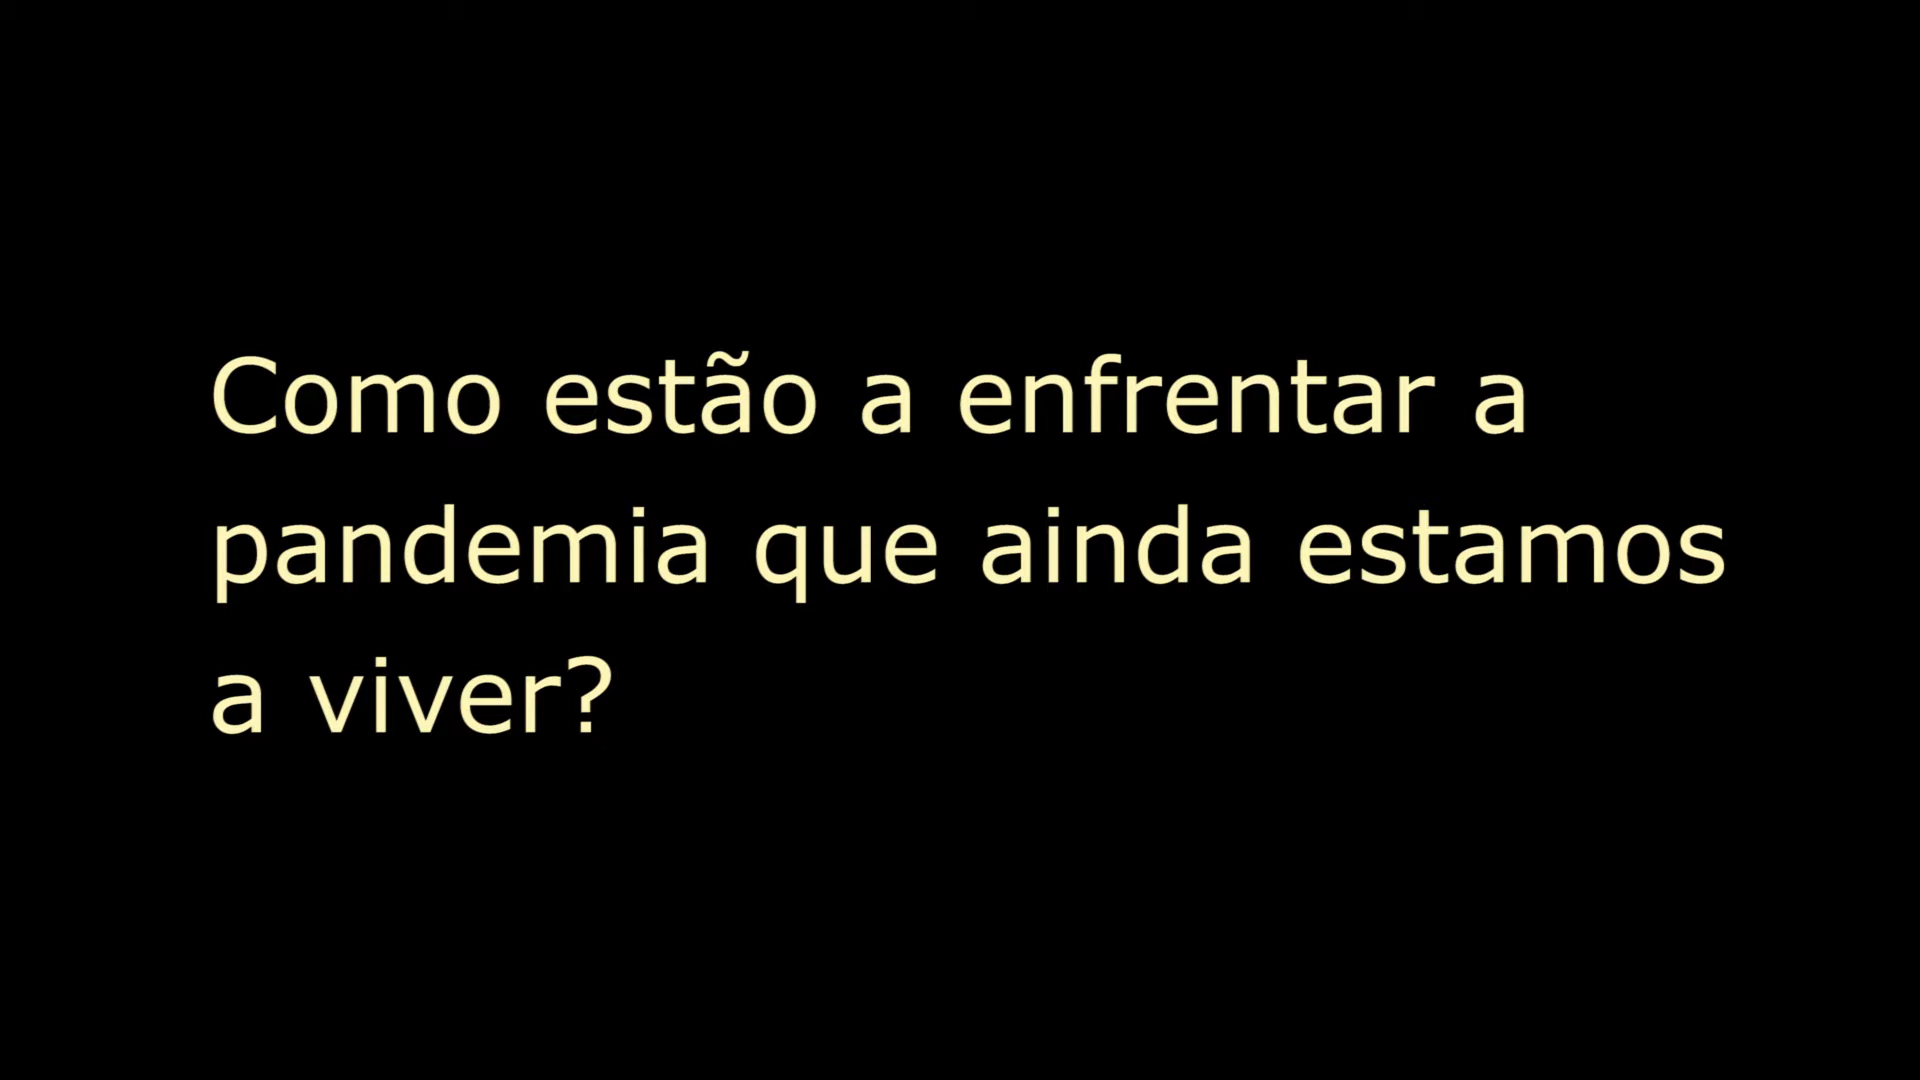 Como estão a enfrentar a
pandemia que ainda estamos
a viver?